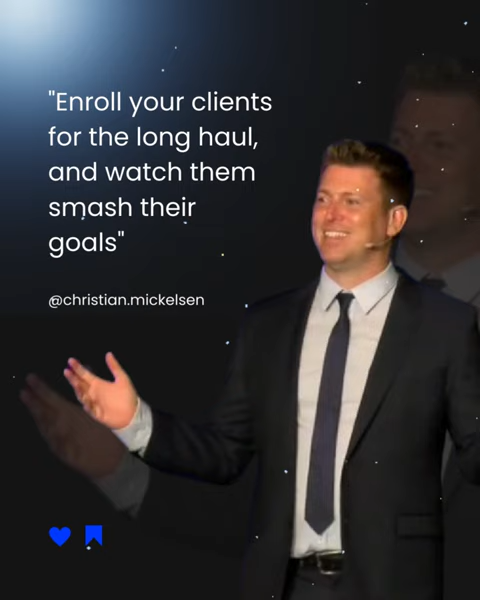 "Enroll your clients
for the long haul,
and watch them
smash their
goals"
@christian.mickelsen